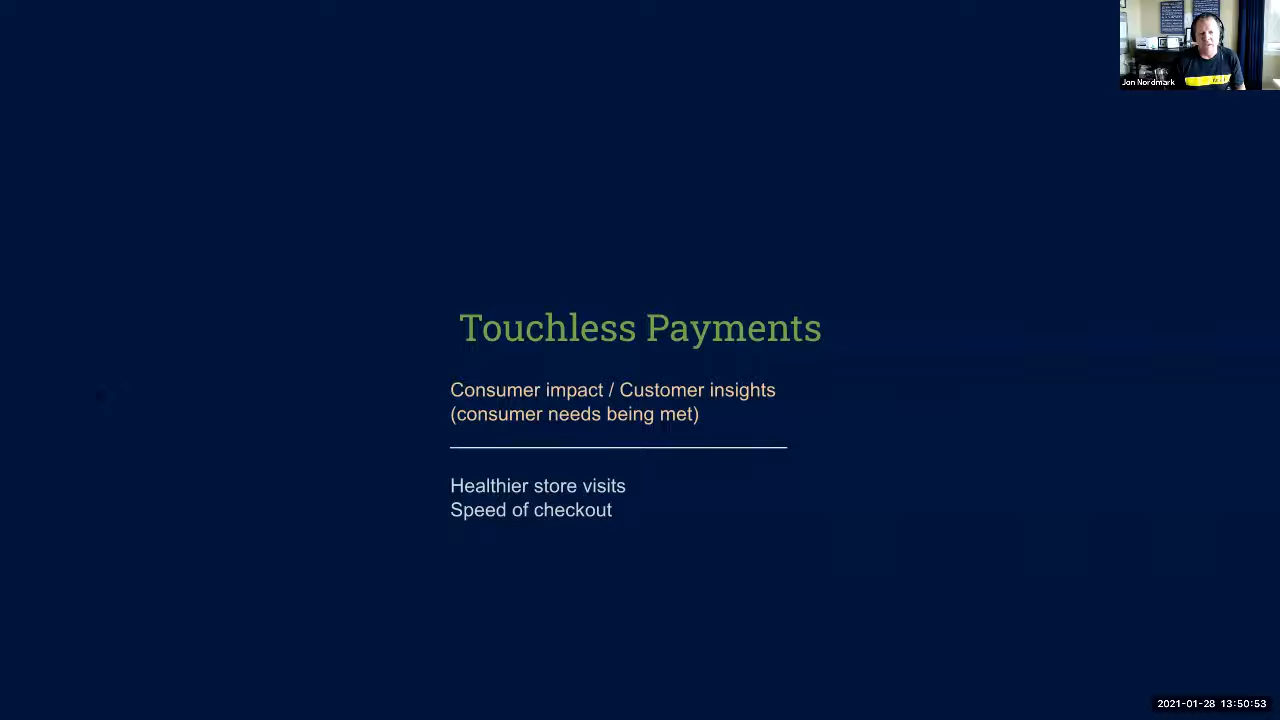 Jon Nordmark
Touchless Payments
Consumer impact / Customer insights
(consumer needs being met)
Healthier store visits
Speed of checkout
2021-01-28 13:50:53